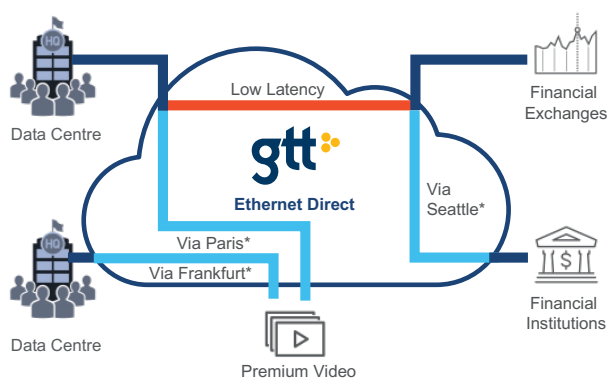 HQ
Data Centre
Low Latency
Financial
Exchanges
gtt
Ethernet Direct
Via
Seattle*
Via Paris*
Via Frankfurt*
HQ
Data Centre
$
Financial
Institutions
Premium Video